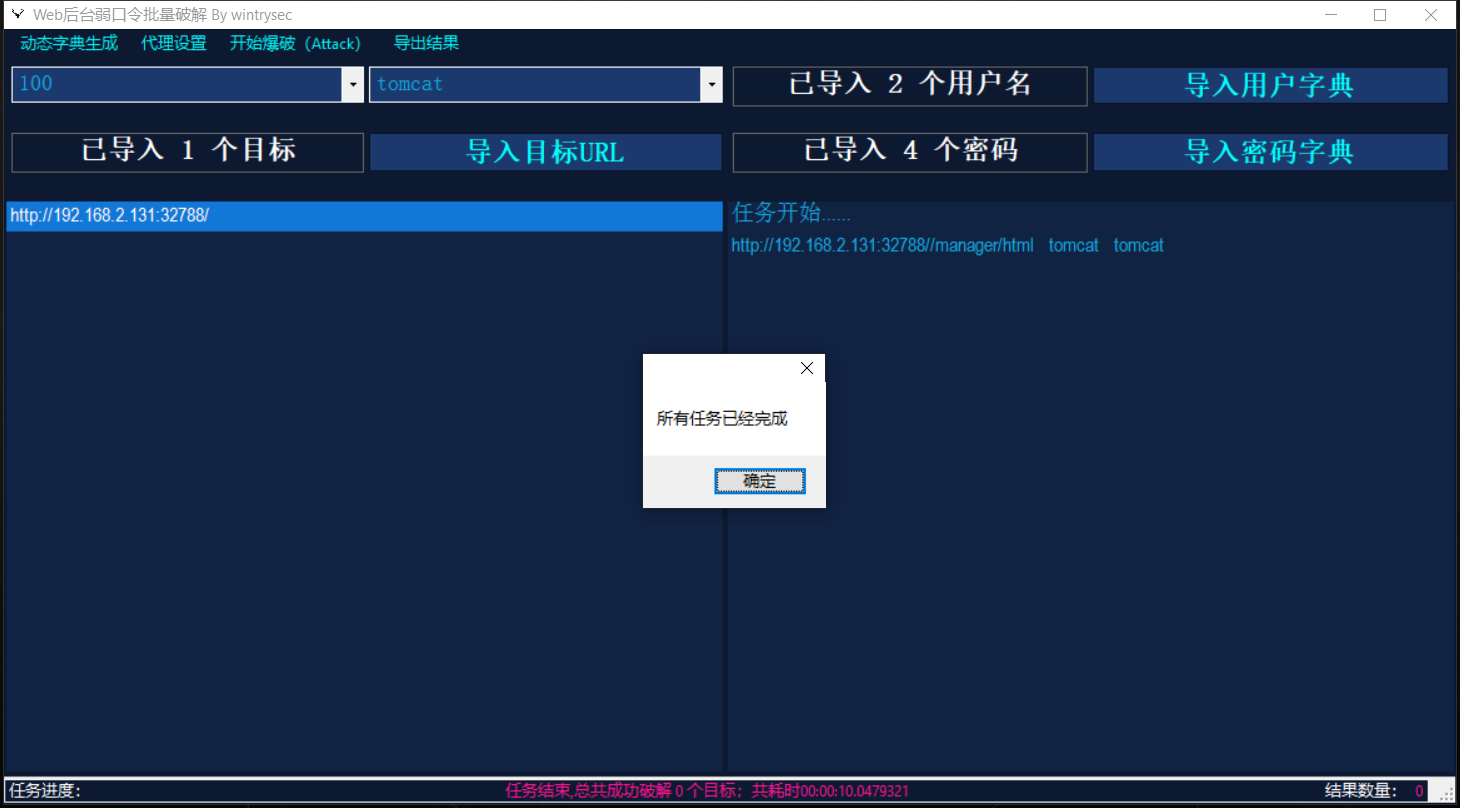 Web后台弱口令批量破解 By wintrysec
动态字典生成 代理设置 开始爆破（Attack） 导出结果
100 tomcat 已导入 2 个用户名 导入用户字典
已导入 1 个目标 导入目标URL 已导入 4 个密码 导入密码字典
http://192.168.2.131:32788/
任务开始......
http://192.168.2.131:32788//manager/html tomcat tomcat
所有任务已经完成
确定
任务进度： 任务结束,总共成功破解 0 个目标；共耗时00:00:10.0479321 结果数量： 0